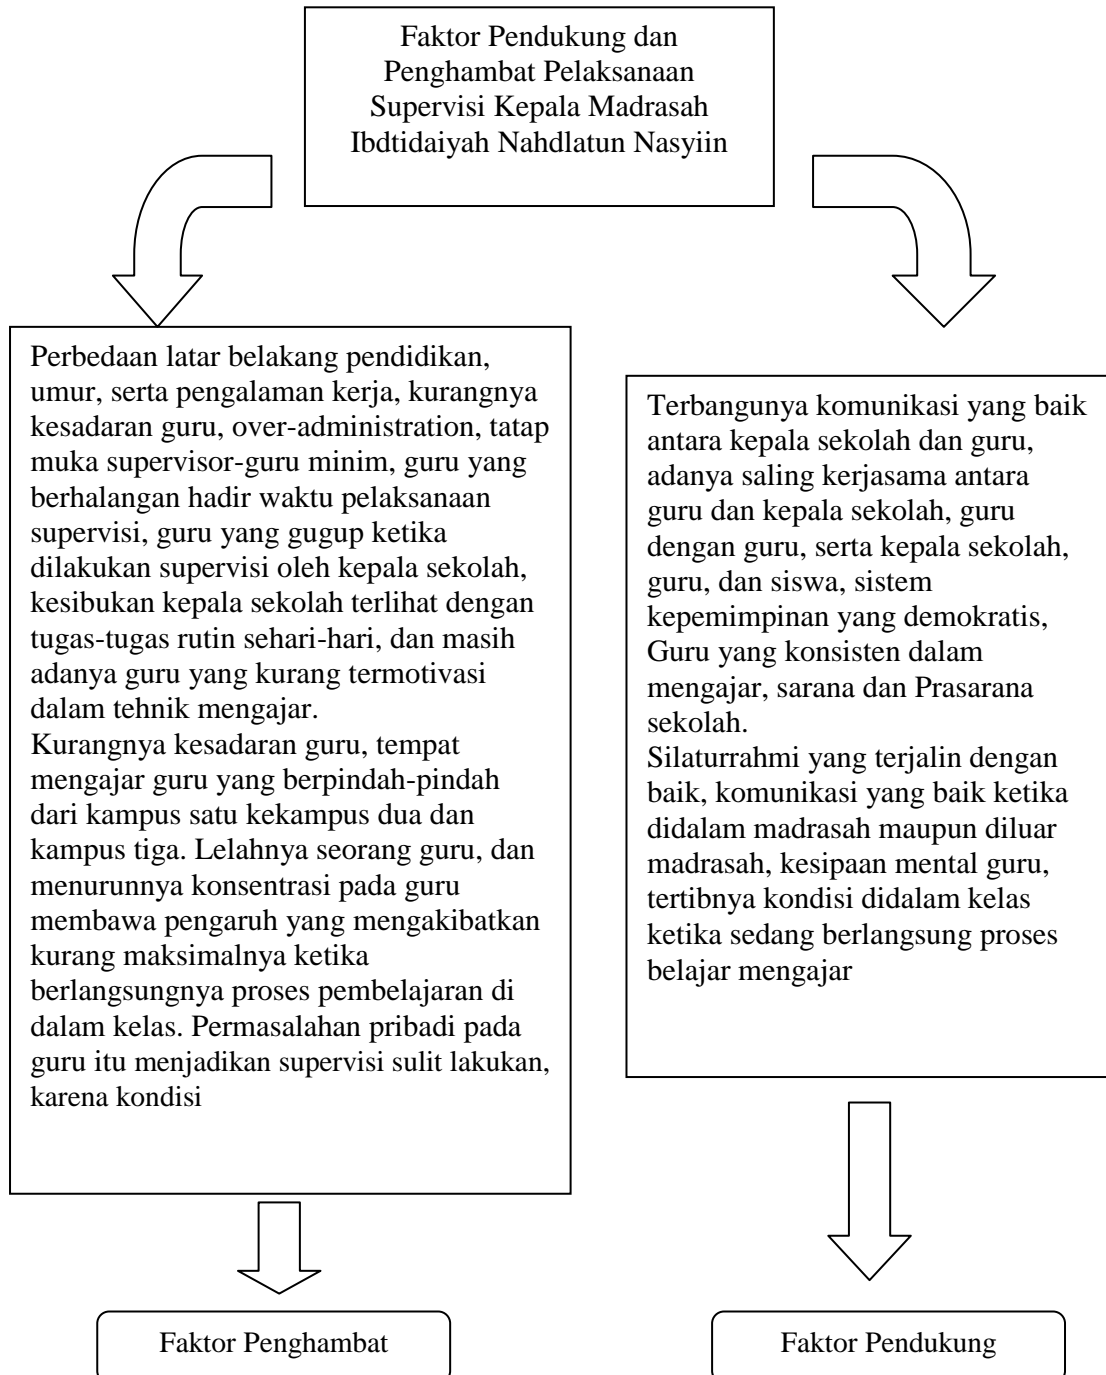 Faktor Pendukung dan
Penghambat Pelaksanaan
Supervisi Kepala Madrasah
Ibdtidaiyah Nahdlatun Nasyiin
Perbedaan latar belakang pendidikan,
umur, serta pengalaman kerja, kurangnya
kesadaran guru, over-administration, tatap
muka supervisor-guru minim, guru yang
berhalangan hadir waktu pelaksanaan
supervisi, guru yang gugup ketika
dilakukan supervisi oleh kepala sekolah,
kesibukan kepala sekolah terlihat dengan
tugas-tugas rutin sehari-hari, dan masih
adanya guru yang kurang termotivasi
dalam tehnik mengajar.
Kurangnya kesadaran guru, tempat
mengajar guru yang berpindah-pindah
dari kampus satu kekampus dua dan
kampus tiga. Lelahnya seorang guru, dan
menurunnya konsentrasi pada guru
membawa pengaruh yang mengakibatkan
kurang maksimalnya ketika
berlangsungnya proses pembelajaran di
dalam kelas. Permasalahan pribadi pada
guru itu menjadikan supervisi sulit lakukan,
karena kondisi
Terbangunya komunikasi yang baik
antara kepala sekolah dan guru,
adanya saling kerjasama antara
guru dan kepala sekolah, guru
dengan guru, serta kepala sekolah,
guru, dan siswa, sistem
kepemimpinan yang demokratis,
Guru yang konsisten dalam
mengajar, sarana dan Prasarana
sekolah.
Silaturrahmi yang terjalin dengan
baik, komunikasi yang baik ketika
didalam madrasah maupun diluar
madrasah, kesipaan mental guru,
tertibnya kondisi didalam kelas
ketika sedang berlangsung proses
belajar mengajar
Faktor Penghambat
Faktor Pendukung